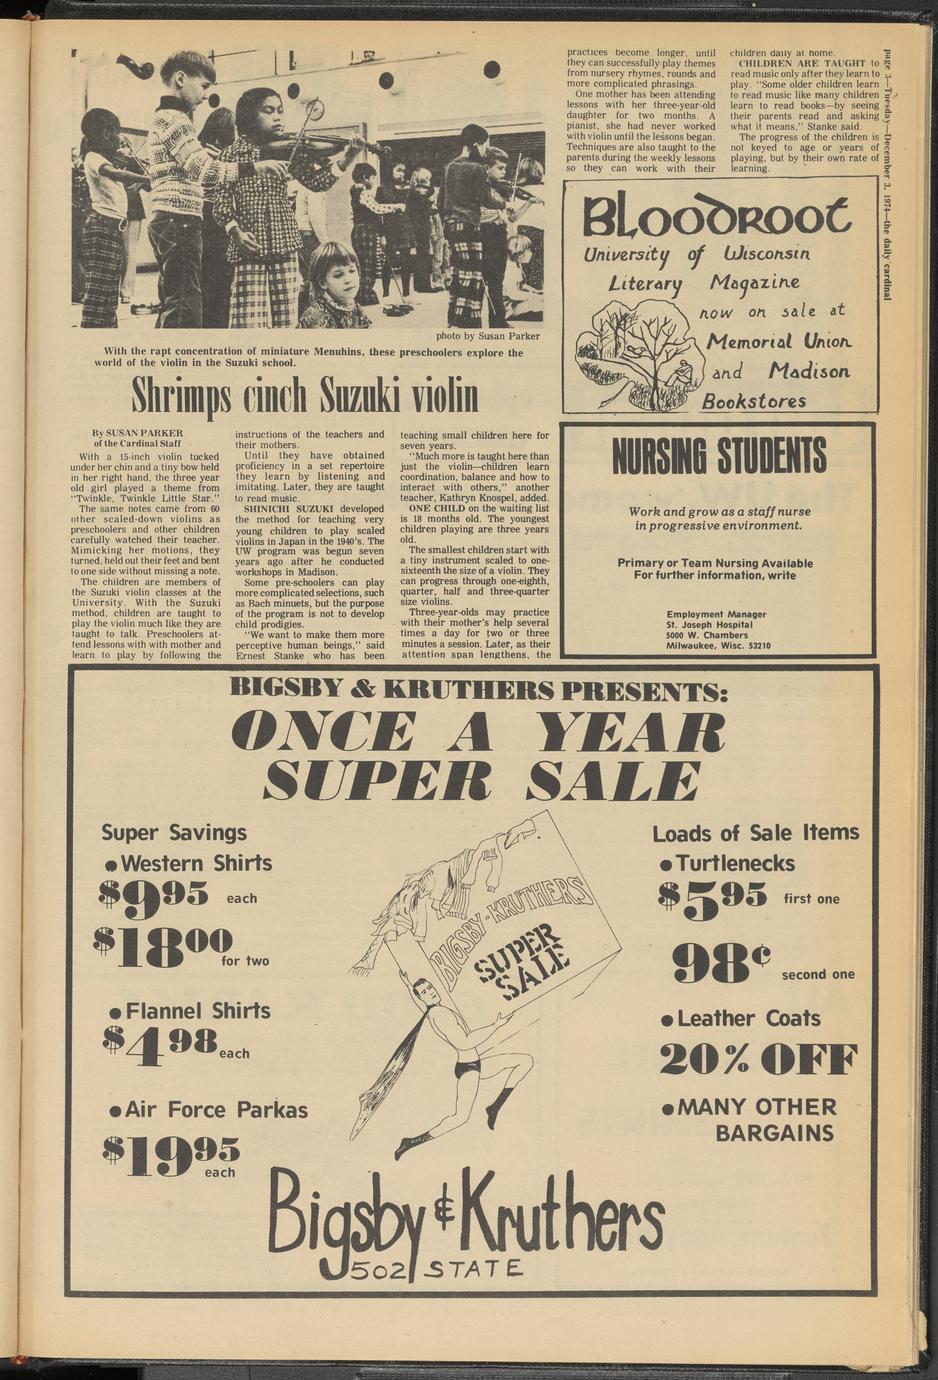 photo by Susan Parker
With the rapt concentration of miniature Menuhins, these preschoolers explore the
world of the violin in the Suzuki school.
Shrimps cinch Suzuki violin
By SUSAN PARKER
of the Cardinal Staff
With a 15-inch violin tucked
under her chin and a tiny bow held
in her right hand, the three year
old girl played a theme from
"Twinkle, Twinkle Little Star."
The same notes came from 60
other scaled-down violins as
preschoolers and other children
carefully watched their teacher.
Mimicking her motions, they
turned, held out their feet and bent
to one side without missing a note.
The children are members of
the Suzuki violin classes at the
University. With the Suzuki
method, children are taught to
play the violin much like they are
taught to talk. Preschoolers at-
tend lessons with with mother and
learn to play by following the
instructions of the teachers and
their mothers.
Until they have obtained
proficiency in a set repertoire
they learn by listening and
imitating. Later, they are taught
to read music.
SHINICHI SUZUKI developed
the method for teaching very
young children to play scaled
violins in Japan in the 1940's. The
UW program was begun seven
years ago after he conducted
workshops in Madison.
Some pre-schoolers can play
more complicated selections, such
as Bach minuets, but the purpose
of the program is not to develop
child prodigies.
"We want to make them more
perceptive human beings," said
Ernest Stanke who has been
teaching small children here for
seven years.
"Much more is taught here than
just the violin—children learn
coordination, balance and how to
interact with others," another
teacher, Kathryn Knospel, added.
ONE CHILD on the waiting list
is 18 months old. The youngest
children playing are three years
old.
The smallest children start with
a tiny instrument scaled to one-
sixteenth the size of a violin. They
can progress through one-eighth,
quarter, half and three-quarter
size violins.
Three-year-olds may practice
with their mother's help several
times a day for two or three
minutes a session. Later, as their
attention span lengthens, the
practices become longer, until
they can successfully play themes
from nursery rhymes, rounds and
more complicated phrasings.
One mother has been attending
lessons with her three-year-old
daughter for two months. A
pianist, she had never worked
with violin until the lessons began.
Techniques are also taught to the
parents during the weekly lessons
so they can work with their
children daily at home.
CHILDREN ARE TAUGHT to
read music only after they learn to
play. "Some older children learn
to read music like many children
learn to read books—by seeing
their parents read and asking
what it means," Stanke said.
The progress of the children is
not keyed to age or years of
playing, but by their own rate of
learning.
page 3—Tuesday—December 3, 1974—the daily cardinal
BLOODROOT
University of Wisconsin
Literary Magazine
now on sale at
Memorial Union
and Madison
Bookstores
NURSING STUDENTS
Work and grow as a staff nurse
in progressive environment.
Primary or Team Nursing Available
For further information, write
Employment Manager
St. Joseph Hospital
5000 W. Chambers
Milwaukee, Wisc. 53210
BIGSBY & KRUTHERS PRESENTS:
ONCE A YEAR
SUPER SALE
Super Savings
●Western Shirts
$9.95 each
$18.00 for two
●Flannel Shirts
$4.98 each
●Air Force Parkas
$19.95 each
BIGSBY-KRUTHERS
SUPER
SALE
Loads of Sale Items
●Turtlenecks
$5.95 first one
98¢ second one
●Leather Coats
20% OFF
●MANY OTHER
BARGAINS
Bigsby & Kruthers
502 STATE